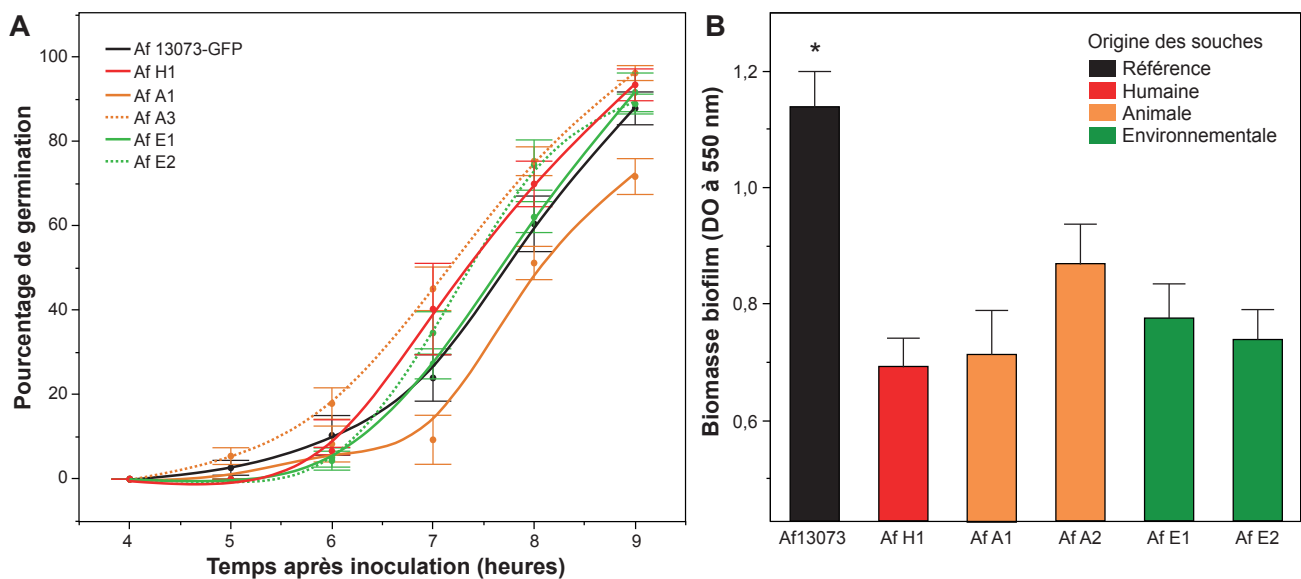 A
Af 13073-GFP
Af H1
Af A1
Af A3
Af E1
Af E2
Pourcentage de germination
100
80
60
40
20
0
4 5 6 7 8 9
Temps après inoculation (heures)
B
*
Origine des souches
Référence
Humaine
Animale
Environnementale
Biomasse biofilm (DO à 550 nm)
1,2
1,0
0,8
0,6
Af13073 Af H1 Af A1 Af A2 Af E1 Af E2